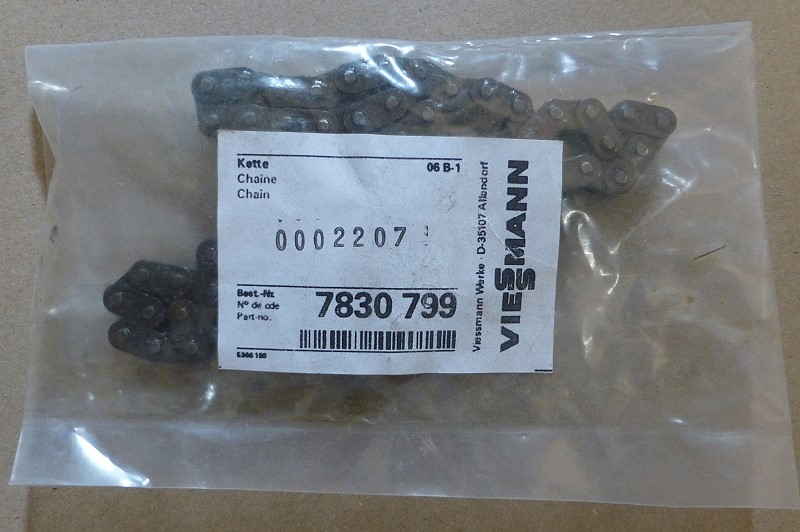 Kette 06 B-1
Chaîne
Chain
0002207
Best.-Nr.
N° de cde
Part-no.
7830 799
5366 198
Viessmann Werke · D-35107 Allendorf
VIESSMANN